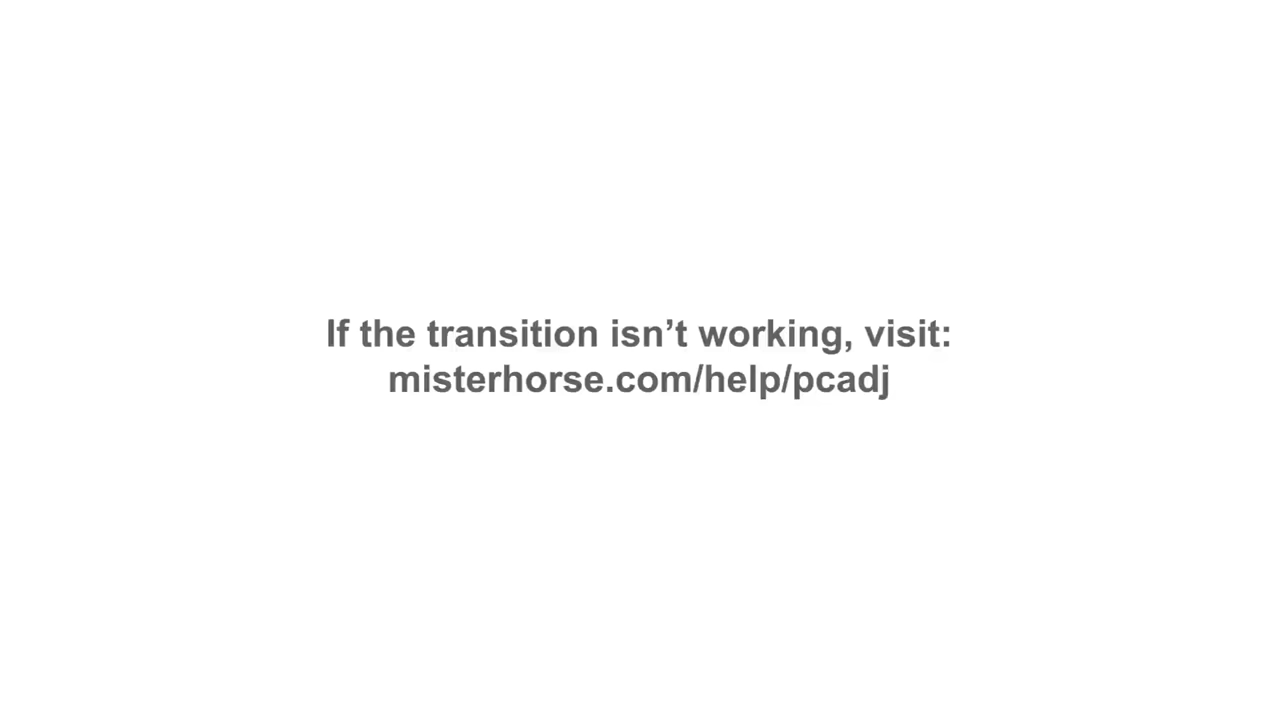 If the transition isn’t working, visit:
misterhorse.com/help/pcadj